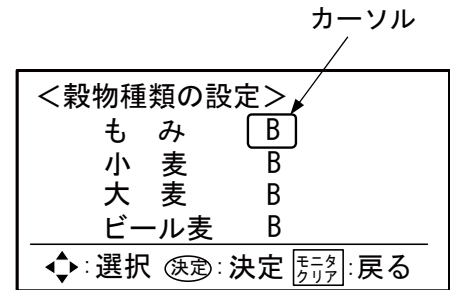 カーソル
<穀物種類の設定>
も み B
小 麦 B
大 麦 B
ビール麦 B
:選択 決定:決定 モニタクリア:戻る